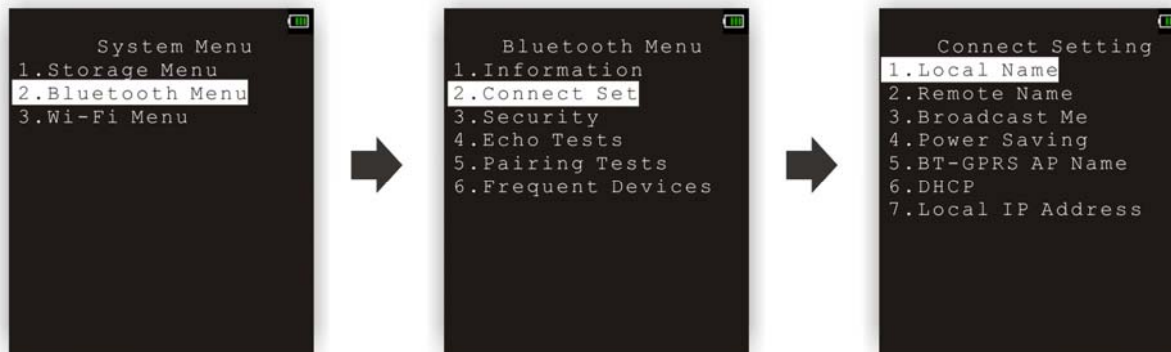 System Menu
1.Storage Menu
2.Bluetooth Menu
3.Wi-Fi Menu
Bluetooth Menu
1.Information
2.Connect Set
3.Security
4.Echo Tests
5.Pairing Tests
6.Frequent Devices
Connect Setting
1.Local Name
2.Remote Name
3.Broadcast Me
4.Power Saving
5.BT-GPRS AP Name
6.DHCP
7.Local IP Address